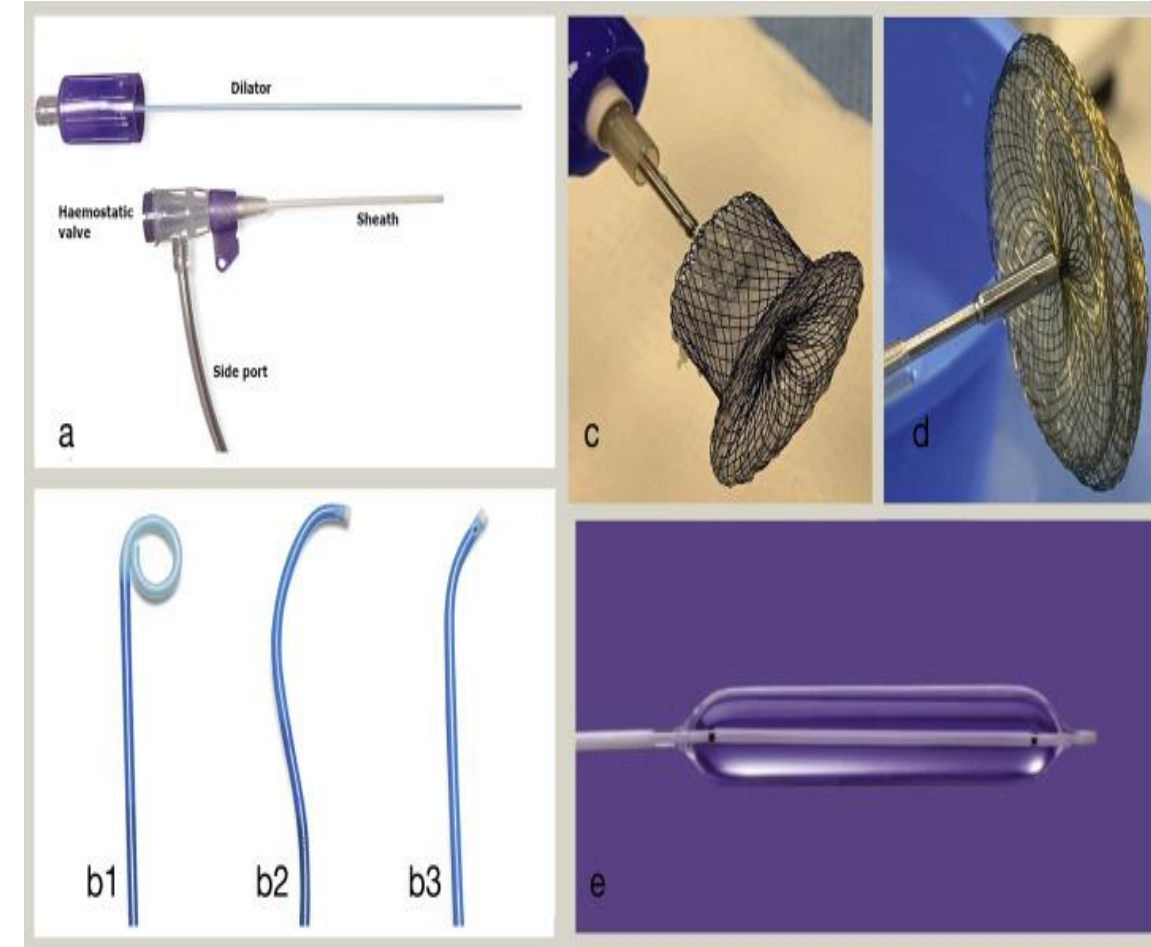 Dilator
Haemostatic
valve
Sheath
Side port
a
b1 b2 b3
c
d
e